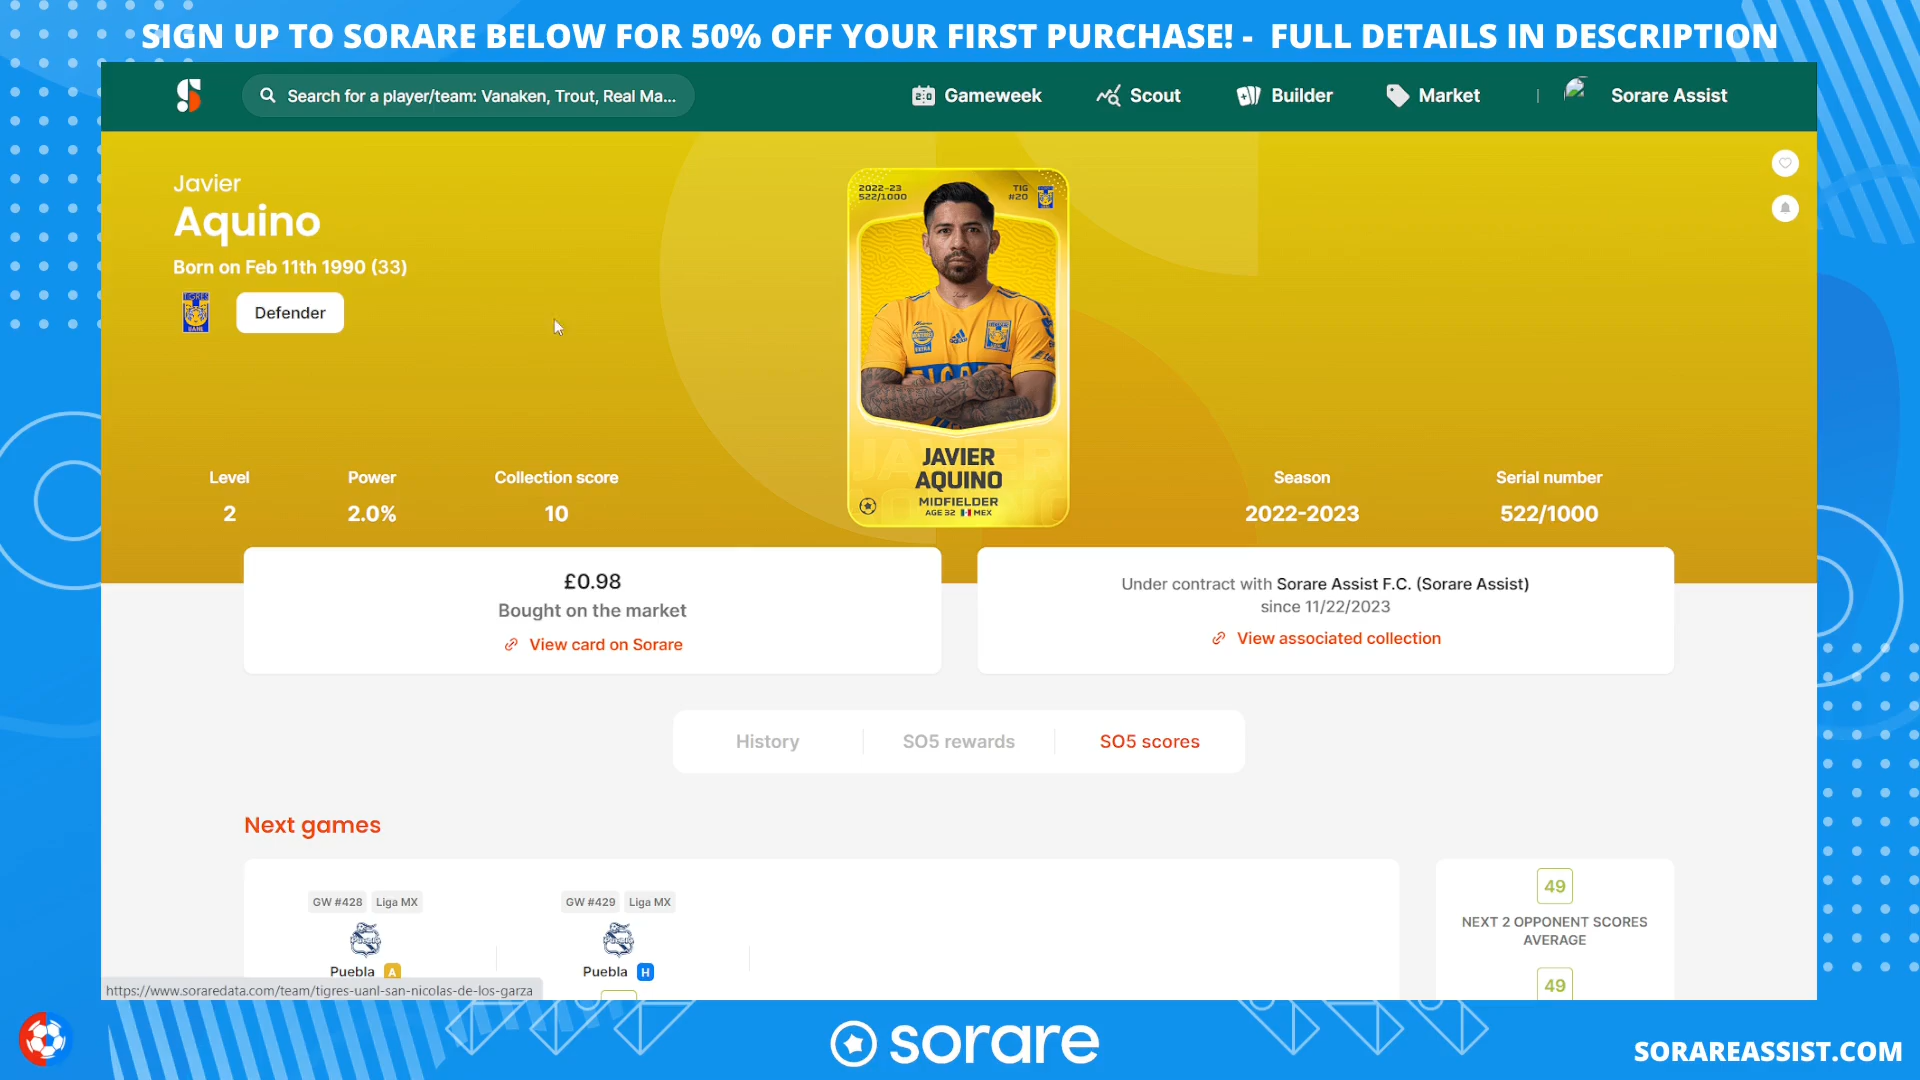 SIGN UP TO SORARE BELOW FOR 50% OFF YOUR FIRST PURCHASE! - FULL DETAILS IN DESCRIPTION
Search for a player/team: Vanaken, Trout, Real Ma...
Gameweek
Scout
Builder
Market
Sorare Assist
Javier
Aquino
Born on Feb 11th 1990 (33)
Defender
2022-23
522/1000
TIG
#20
JAVIER
AQUINO
MIDFIELDER
AGE 32 MEX
Level
2
Power
2.0%
Collection score
10
Season
2022-2023
Serial number
522/1000
£0.98
Bought on the market
View card on Sorare
Under contract with Sorare Assist F.C. (Sorare Assist)
since 11/22/2023
View associated collection
History
SO5 rewards
SO5 scores
Next games
GW #428 Liga MX
Puebla A
GW #429 Liga MX
Puebla H
49
NEXT 2 OPPONENT SCORES
AVERAGE
49
https://www.soraredata.com/team/tigres-uanl-san-nicolas-de-los-garza
sorare
SORAREASSIST.COM